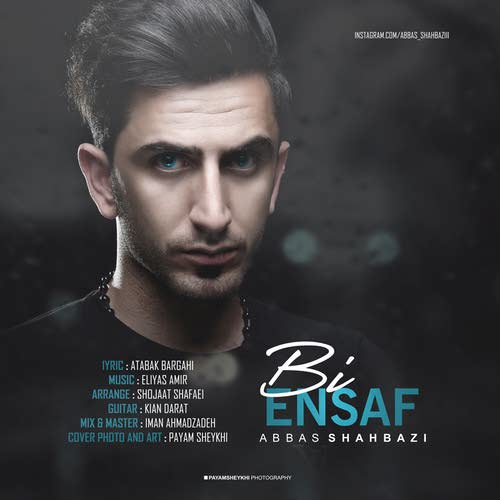 INSTAGRAM.COM/ABBAS_SHAHBAZIII
lYRIC : ATABAK BARGAHI
MUSIC : ELIYAS AMIR
ARRANGE : SHOJAAT SHAFAEI
GUITAR : KIAN DARAT
MIX & MASTER : IMAN AHMADZADEH
COVER PHOTO AND ART : PAYAM SHEYKHI
Bi
ENSAF
ABBAS SHAHBAZI
PAYAMSHEYKHI PHOTOGRAPHY